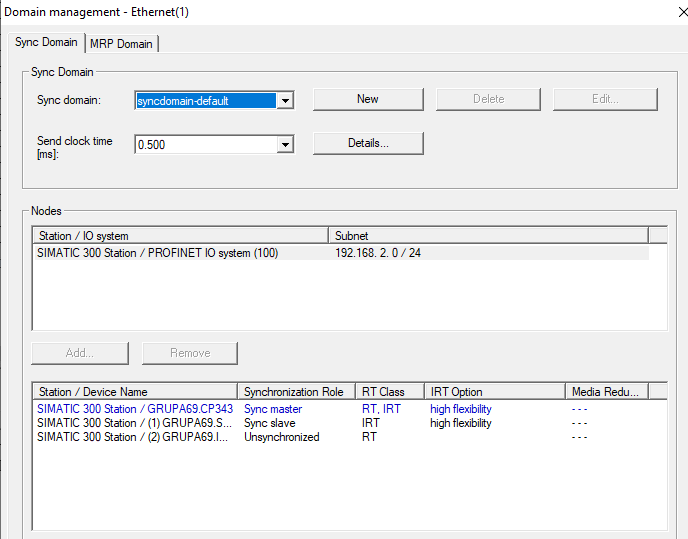 Domain management - Ethernet(1)
Sync Domain MRP Domain
Sync Domain
Sync domain: syncdomain-default New Delete Edit...
Send clock time
[ms]: 0.500 Details...
Nodes
Station / IO system Subnet
SIMATIC 300 Station / PROFINET IO system (100) 192.168. 2. 0 / 24
Add... Remove
Station / Device Name Synchronization Role RT Class IRT Option Media Redu...
SIMATIC 300 Station / GRUPA69.CP343 Sync master RT, IRT high flexibility - - -
SIMATIC 300 Station / (1) GRUPA69.S... Sync slave IRT high flexibility - - -
SIMATIC 300 Station / (2) GRUPA69.I... Unsynchronized RT - - -